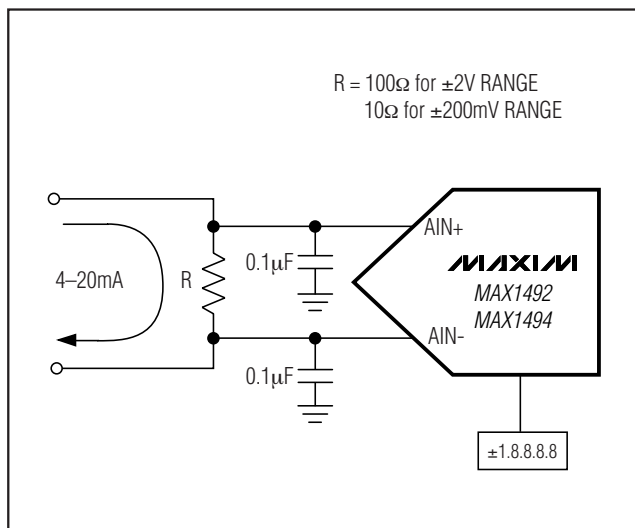 R = 100Ω for ±2V RANGE
10Ω for ±200mV RANGE
AIN+
0.1μF
MAXIM
4–20mA
R
MAX1492
MAX1494
AIN-
0.1μF
±1.8.8.8.8